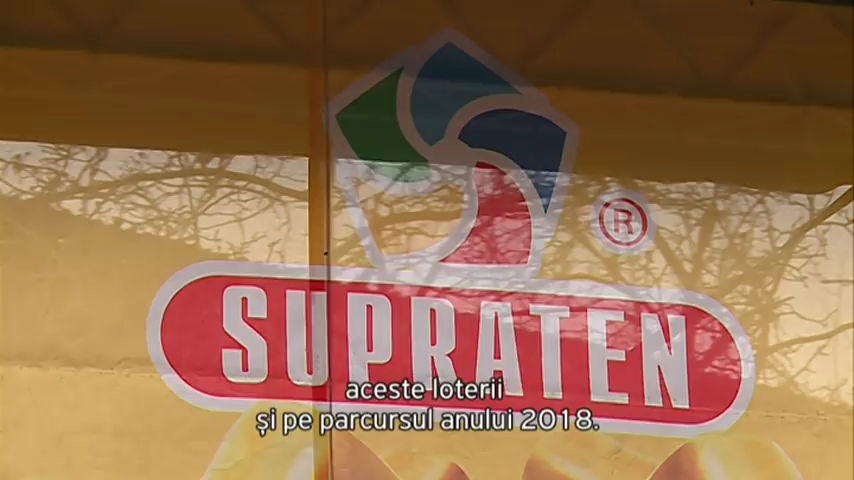 ®
SUPRATEN
aceste loterii
și pe parcursul anului 2018.